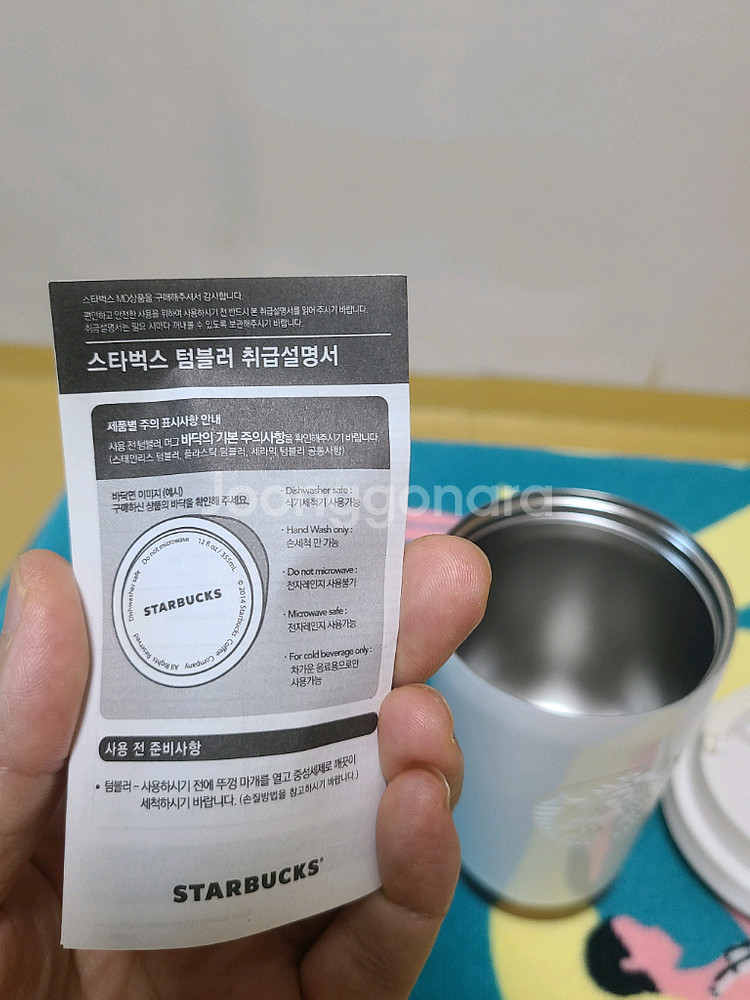 스타벅스 MD상품을 구매해주셔서 감사합니다.
편안하고 안전한 사용을 위하여 사용하시기 전 반드시 본 취급설명서를 읽어 주시기 바랍니다.
취급설명서는 필요 시마다 꺼내볼 수 있도록 보관해주시기 바랍니다.
스타벅스 텀블러 취급설명서
제품별 주의 표시사항 안내
사용 전 텀블러, 머그 바닥의 기본 주의사항을 확인해주시기 바랍니다
(스테인리스 텀블러, 플라스틱 텀블러, 세라믹 텀블러 공통사항)
바닥면 이미지 (예시)
구매하신 상품의 바닥을 확인해 주세요.
Dishwasher safe Do not microwave 12 fl oz / 355mL
© 2014 Starbucks Coffee Company All Rights Reserved
STARBUCKS
· Dishwasher safe :
식기세척기 사용가능
· Hand Wash only :
손세척 만 가능
· Do not microwave :
전자레인지 사용불가
· Microwave safe :
전자레인지 사용가능
· For cold beverage only :
차가운 음료용으로만
사용가능
joonggonara
사용 전 준비사항
• 텀블러 – 사용하시기 전에 뚜껑 마개를 열고 중성세제로 깨끗이
세척하시기 바랍니다. (손질방법을 참고하시기 바랍니다.)
STARBUCKS®